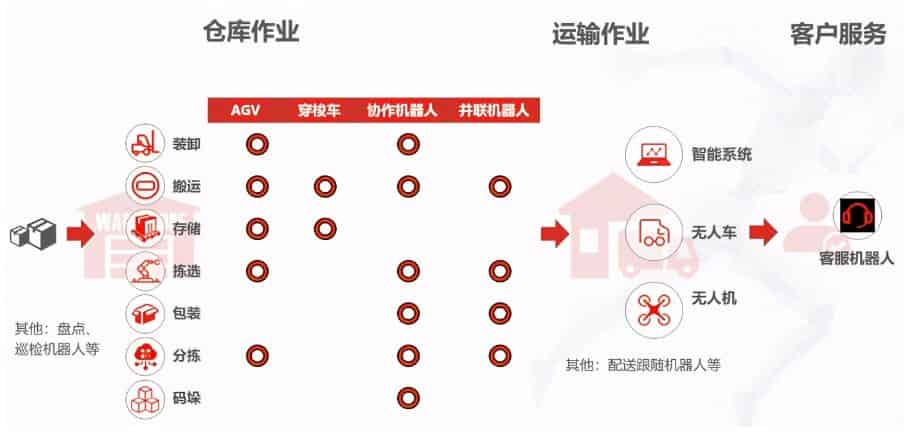 仓库作业
运输作业
客户服务
AGV 穿梭车 协作机器人 并联机器人
装卸
搬运
存储
拣选
包装
分拣
码垛
其他：盘点、
巡检机器人等
智能系统
无人车
无人机
其他：配送跟随机器人等
客服机器人